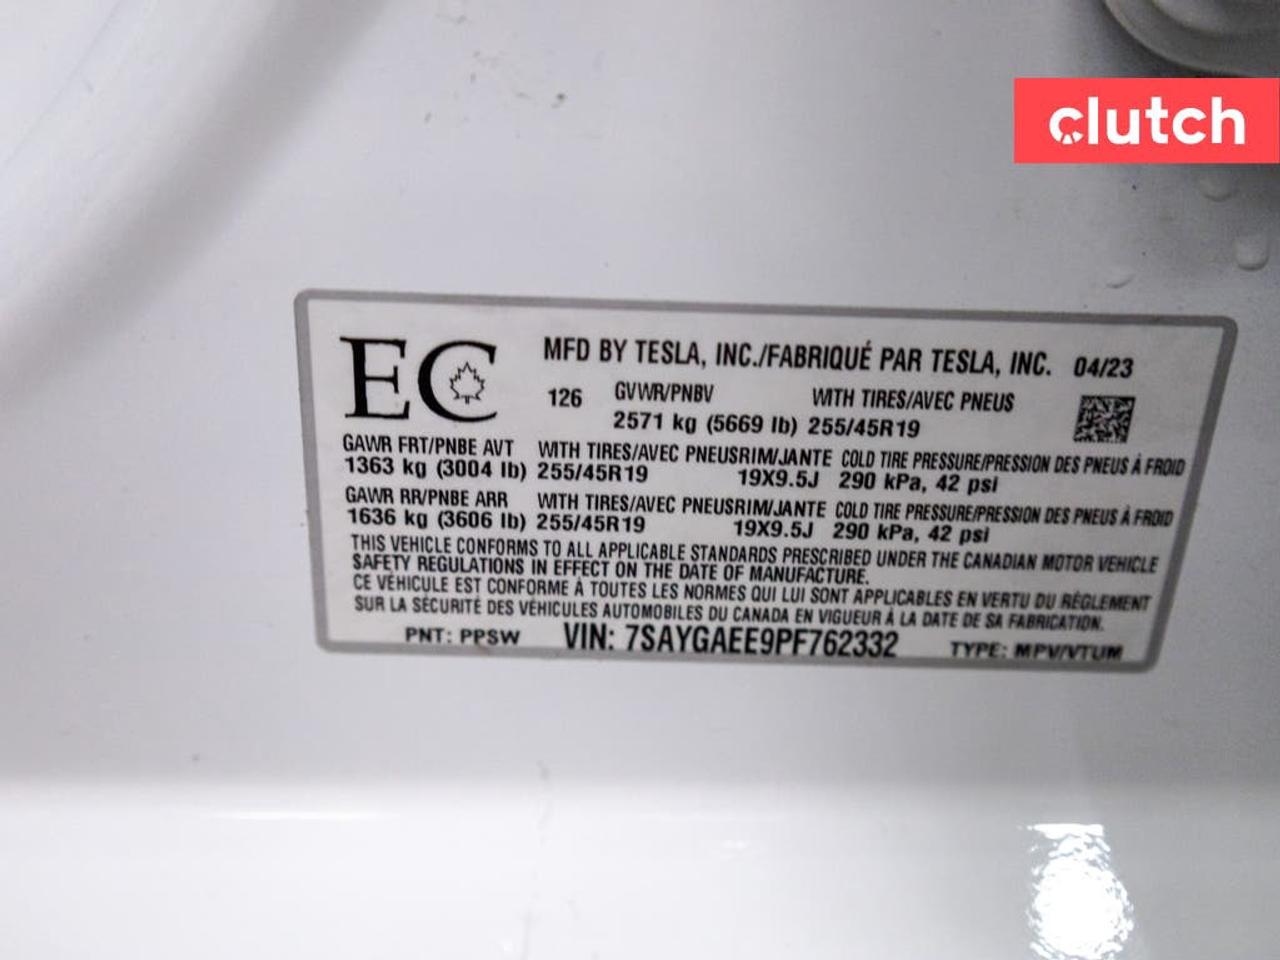 clutch
EC MFD BY TESLA, INC./FABRIQUÉ PAR TESLA, INC. 04/23
126 GVWR/PNBV WITH TIRES/AVEC PNEUS
2571 kg (5669 lb) 255/45R19
GAWR FRT/PNBE AVT WITH TIRES/AVEC PNEUSRIM/JANTE COLD TIRE PRESSURE/PRESSION DES PNEUS À FROID
1363 kg (3004 lb) 255/45R19 19X9.5J 290 kPa, 42 psi
GAWR RR/PNBE ARR WITH TIRES/AVEC PNEUSRIM/JANTE COLD TIRE PRESSURE/PRESSION DES PNEUS À FROID
1636 kg (3606 lb) 255/45R19 19X9.5J 290 kPa, 42 psi
THIS VEHICLE CONFORMS TO ALL APPLICABLE STANDARDS PRESCRIBED UNDER THE CANADIAN MOTOR VEHICLE
SAFETY REGULATIONS IN EFFECT ON THE DATE OF MANUFACTURE.
CE VÉHICULE EST CONFORME À TOUTES LES NORMES QUI LUI SONT APPLICABLES EN VERTU DU RÈGLEMENT
SUR LA SÉCURITÉ DES VÉHICULES AUTOMOBILES DU CANADA EN VIGUEUR À LA DATE DE SA FABRICATION.
PNT: PPSW VIN: 7SAYGAEE9PF762332 TYPE: MPV/VTUM